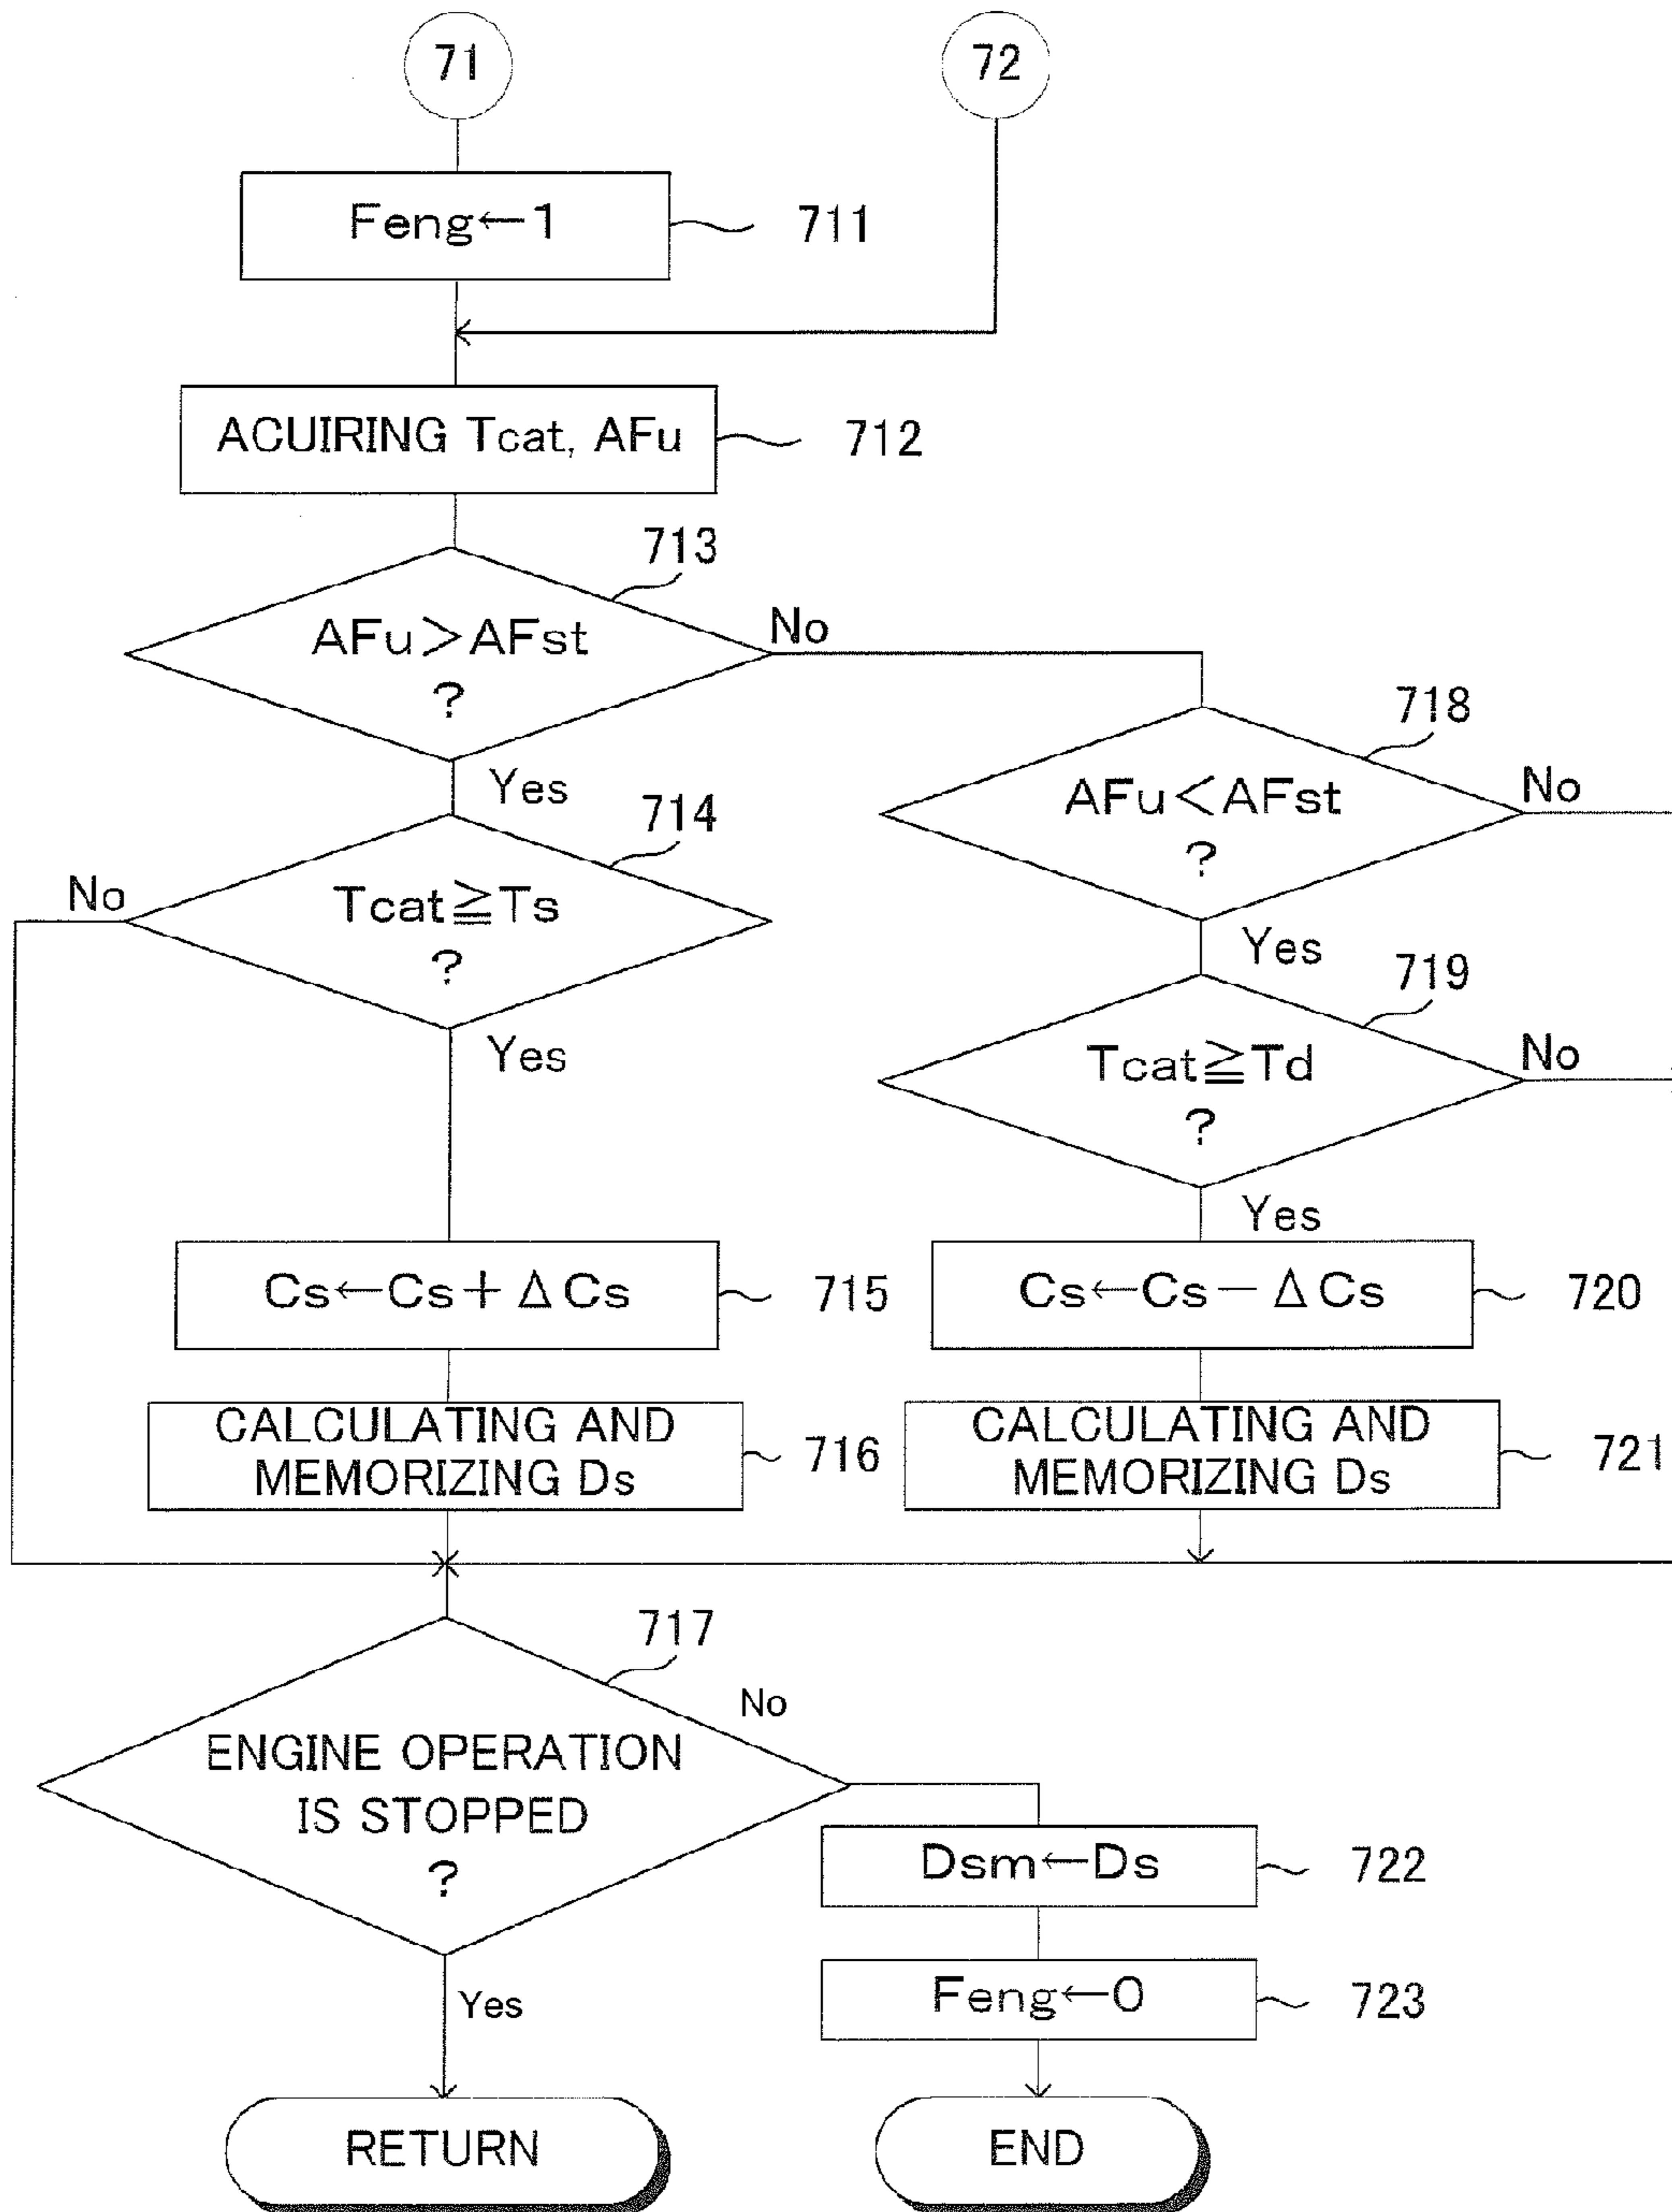 71
72
Feng←1
711
ACUIRING Tcat, AFu
712
713
AFu>AFst
?
No
Yes
718
AFu<AFst
?
No
Yes
714
Tcat≧Ts
?
No
Yes
719
Tcat≧Td
?
No
Yes
Cs←Cs+ΔCs
715
Cs←Cs-ΔCs
720
CALCULATING AND
MEMORIZING Ds
716
CALCULATING AND
MEMORIZING Ds
721
717
ENGINE OPERATION
IS STOPPED
?
No
Yes
Dsm←Ds
722
Feng←0
723
RETURN
END